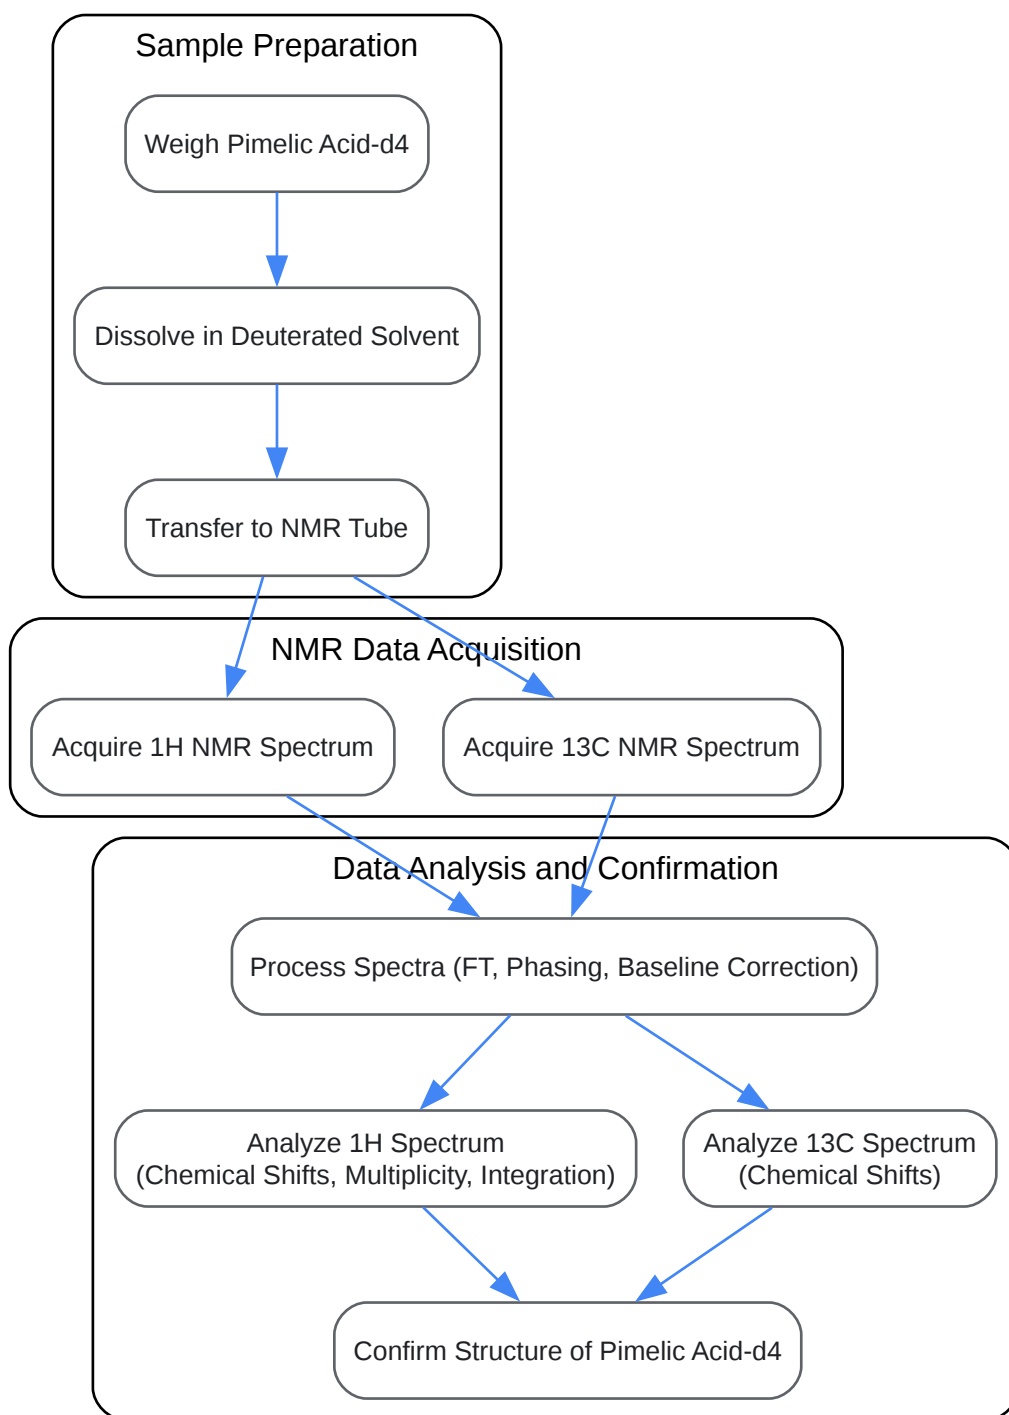 Sample Preparation
Weigh Pimelic Acid-d4
Dissolve in Deuterated Solvent
Transfer to NMR Tube
NMR Data Acquisition
Acquire 1H NMR Spectrum
Acquire 13C NMR Spectrum
Data Analysis and Confirmation
Process Spectra (FT, Phasing, Baseline Correction)
Analyze 1H Spectrum
(Chemical Shifts, Multiplicity, Integration)
Analyze 13C Spectrum
(Chemical Shifts)
Confirm Structure of Pimelic Acid-d4